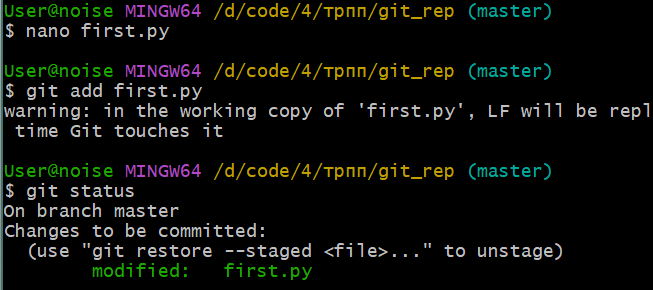 User@noise MINGW64 /d/code/4/трпп/git_rep (master)
$ nano first.py
User@noise MINGW64 /d/code/4/трпп/git_rep (master)
$ git add first.py
warning: in the working copy of 'first.py', LF will be repl
 time Git touches it
User@noise MINGW64 /d/code/4/трпп/git_rep (master)
$ git status
On branch master
Changes to be committed:
  (use "git restore --staged <file>..." to unstage)
        modified:   first.py